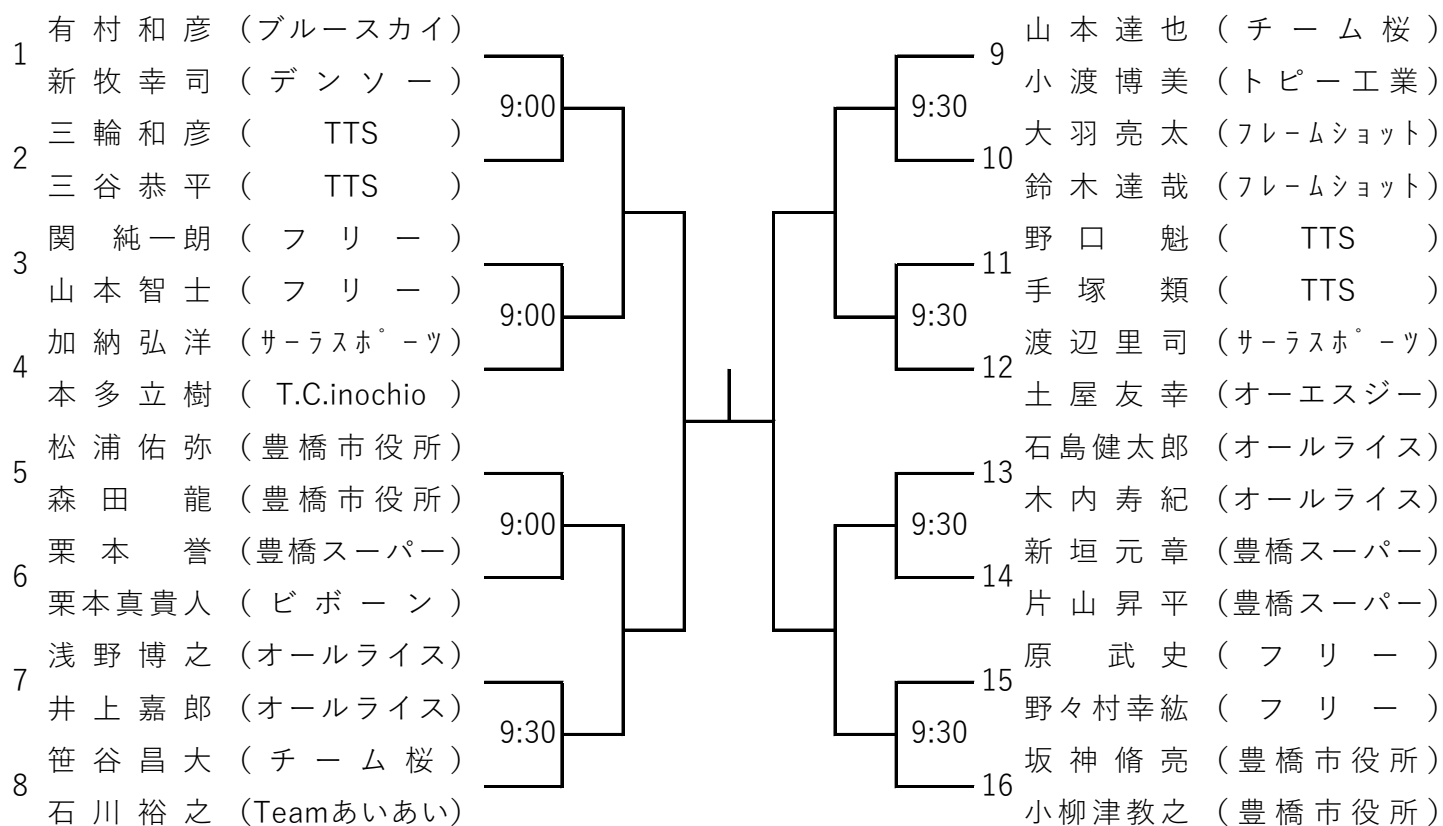 1
有村和彦 (ブルースカイ)
新牧幸司 (デンソー)
9:00
2
三輪和彦 (TTS)
三谷恭平 (TTS)
3
関 純一朗 (フリー)
山本智士 (フリー)
9:00
4
加納弘洋 (サーラスポーツ)
本多立樹 (T.C.inochio)
5
松浦佑弥 (豊橋市役所)
森田 龍 (豊橋市役所)
9:00
6
栗本 誉 (豊橋スーパー)
栗本真貴人 (ビボーン)
7
浅野博之 (オールライス)
井上嘉郎 (オールライス)
9:30
8
笹谷昌大 (チーム桜)
石川裕之 (Teamあいあい)
9
山本達也 (チーム桜)
小渡博美 (トピー工業)
9:30
10
大羽亮太 (フレームショット)
鈴木達哉 (フレームショット)
11
野口 魁 (TTS)
手塚 類 (TTS)
9:30
12
渡辺里司 (サーラスポーツ)
土屋友幸 (オーエスジー)
13
石島健太郎 (オールライス)
木内寿紀 (オールライス)
9:30
14
新垣元章 (豊橋スーパー)
片山昇平 (豊橋スーパー)
15
原 武史 (フリー)
野々村幸紘 (フリー)
9:30
16
坂神脩亮 (豊橋市役所)
小柳津教之 (豊橋市役所)